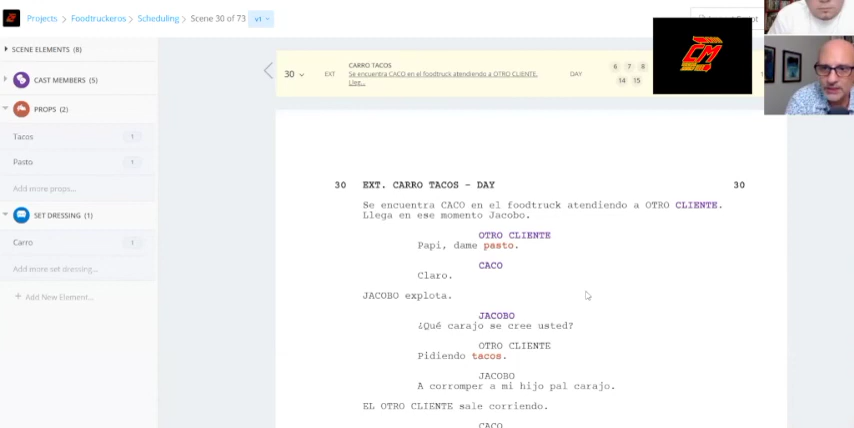 Projects > Foodtruckeros > Scheduling > Scene 30 of 73 v1
SCENE ELEMENTS (8)
CAST MEMBERS (5)
PROPS (2)
Tacos 1
Pasto 1
Add more props...
SET DRESSING (1)
Carro 1
Add more set dressing...
+ Add New Element...
30 EXT CARRO TACOS DAY 6 7 8
Se encuentra CACO en el foodtruck atendiendo a OTRO CLIENTE.
Lleg... 14 15
CM
30 EXT. CARRO TACOS - DAY 30
Se encuentra CACO en el foodtruck atendiendo a OTRO CLIENTE.
Llega en ese momento Jacobo.
OTRO CLIENTE
Papi, dame pasto.
CACO
Claro.
JACOBO explota.
JACOBO
¿Qué carajo se cree usted?
OTRO CLIENTE
Pidiendo tacos.
JACOBO
A corromper a mi hijo pal carajo.
EL OTRO CLIENTE sale corriendo.
CACO